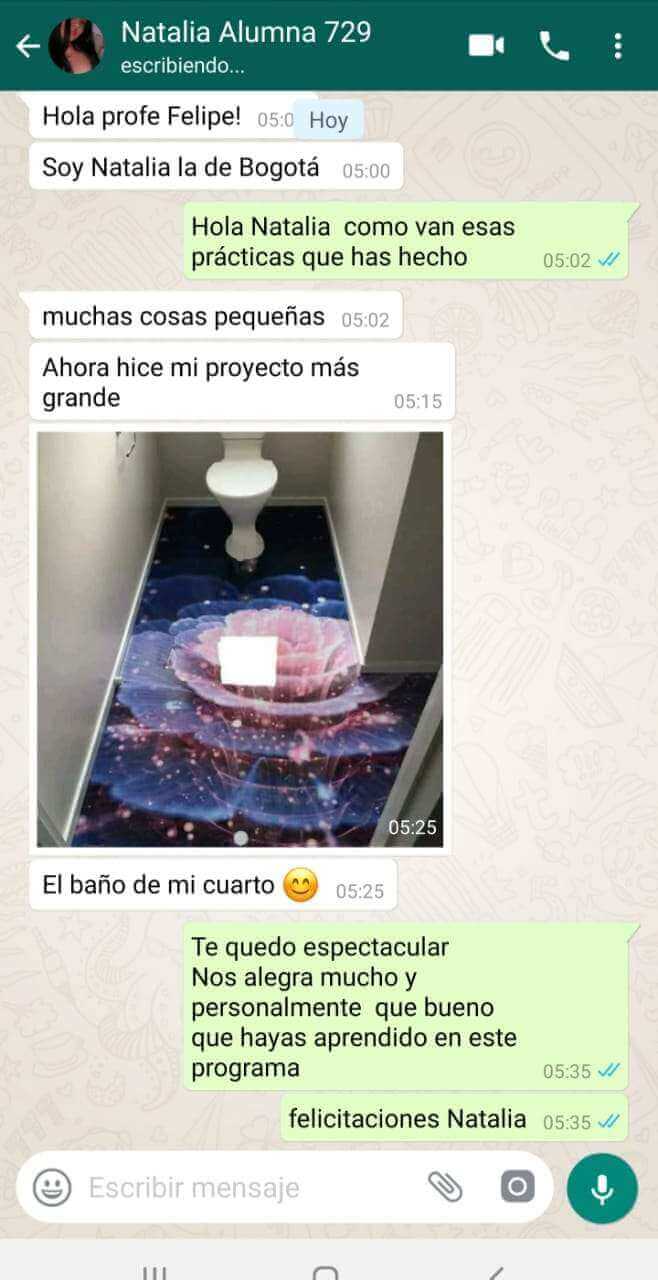 Natalia Alumna 729
escribiendo...
Hola profe Felipe! 05:0
Hoy
Soy Natalia la de Bogotá 05:00
Hola Natalia como van esas
prácticas que has hecho 05:02
muchas cosas pequeñas 05:02
Ahora hice mi proyecto más
grande 05:15
05:25
El baño de mi cuarto 😊 05:25
Te quedo espectacular
Nos alegra mucho y
personalmente que bueno
que hayas aprendido en este
programa 05:35
felicitaciones Natalia 05:35
Escribir mensaje